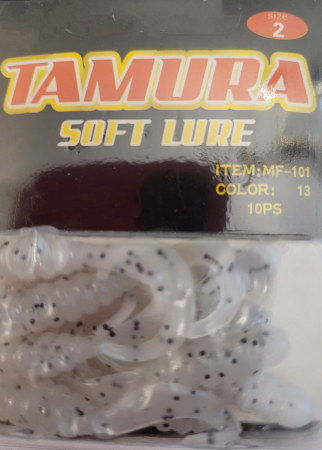 size
2
TAMURA
SOFT LURE
ITEM:MF-101
COLOR: 13
10PS